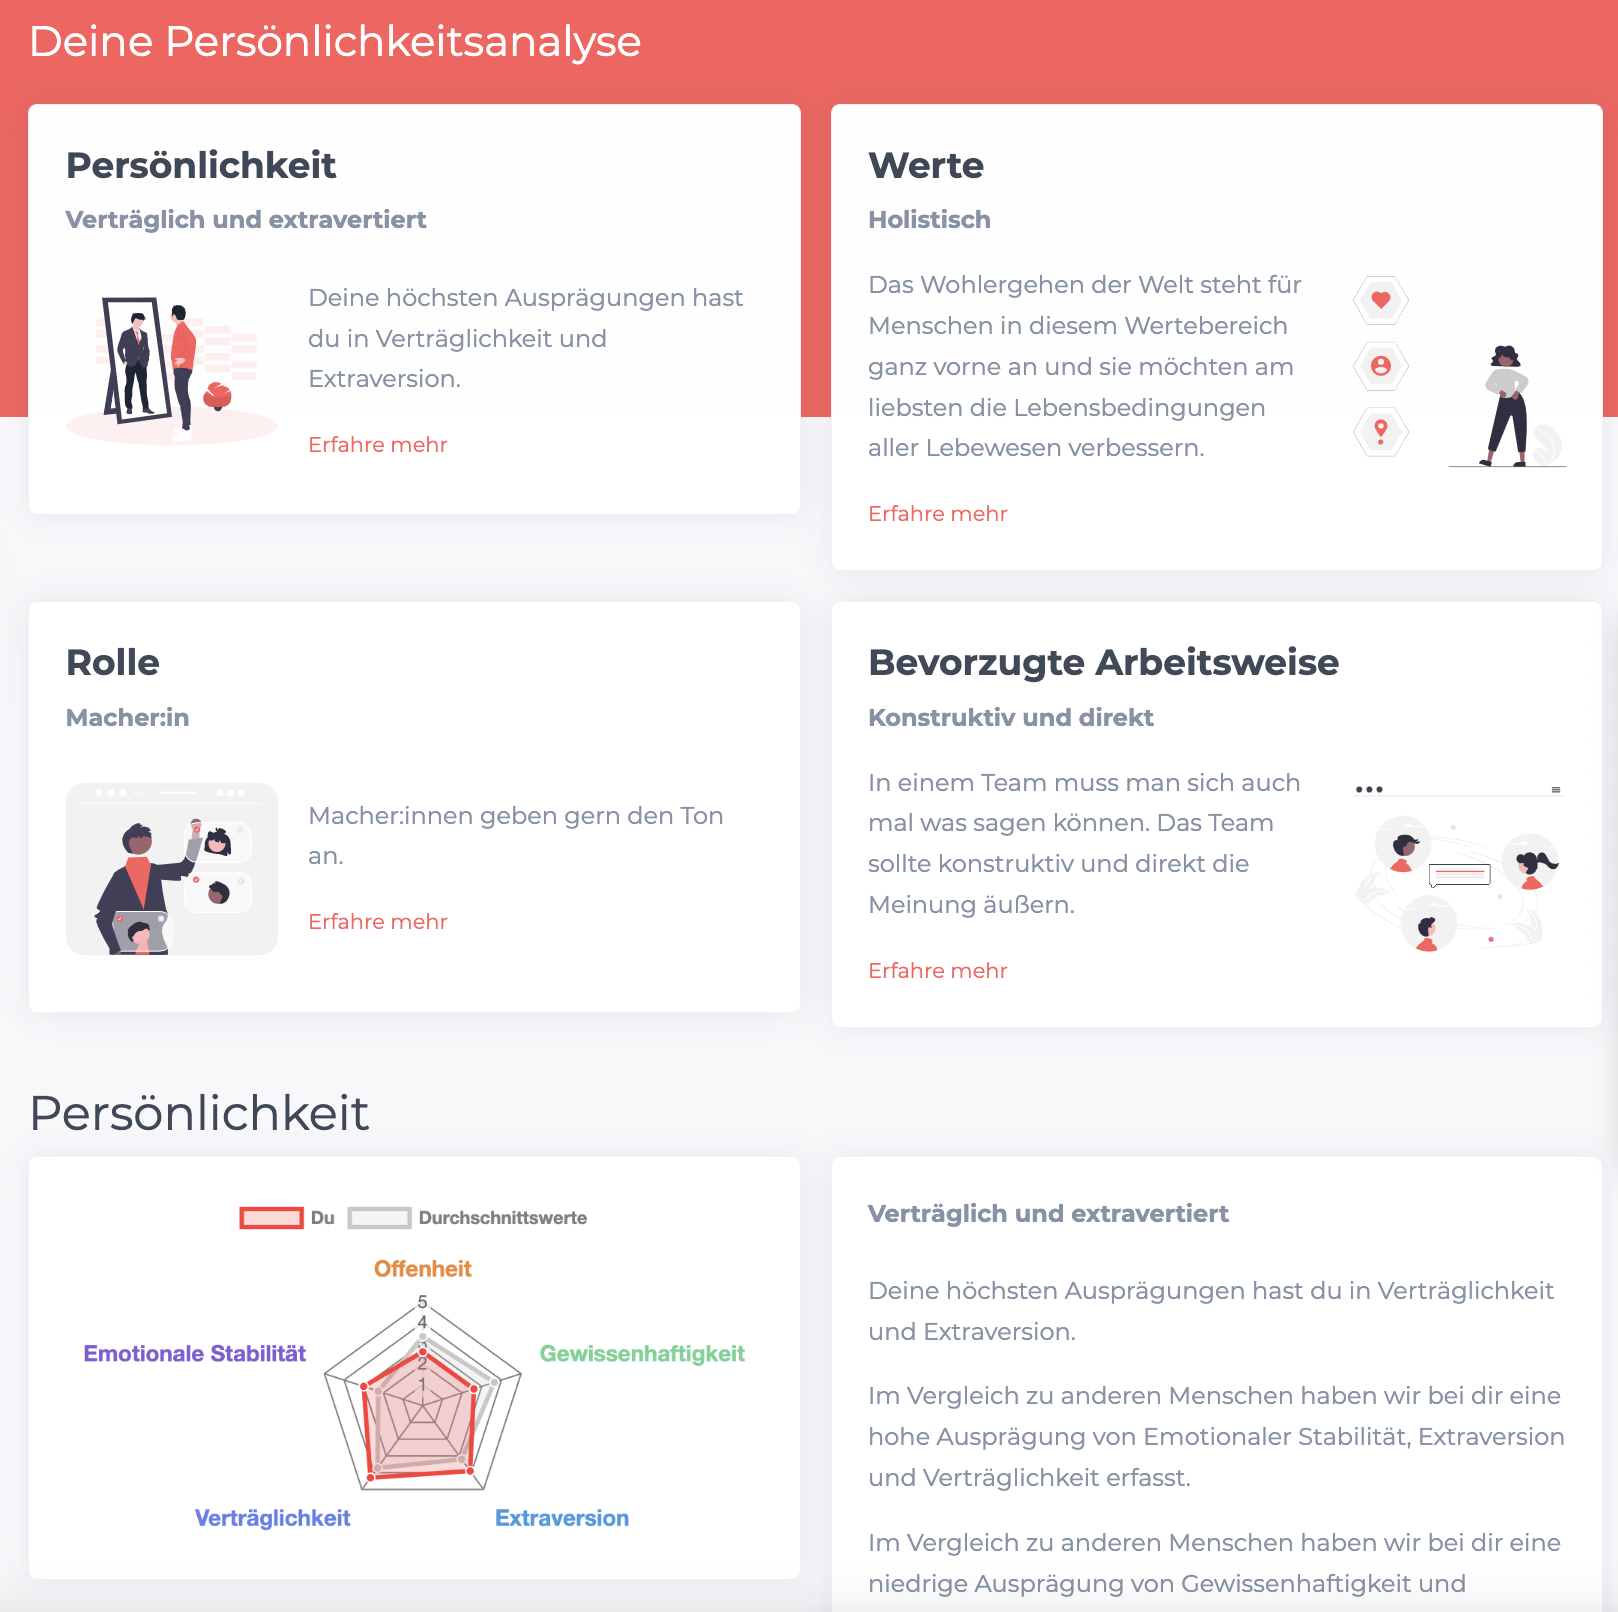 Deine Persönlichkeitsanalyse
Persönlichkeit
Verträglich und extravertiert
Deine höchsten Ausprägungen hast
du in Verträglichkeit und
Extraversion.
Erfahre mehr
Werte
Holistisch
Das Wohlergehen der Welt steht für
Menschen in diesem Wertebereich
ganz vorne an und sie möchten am
liebsten die Lebensbedingungen
aller Lebewesen verbessern.
Erfahre mehr
Rolle
Macher:in
Macher:innen geben gern den Ton
an.
Erfahre mehr
Bevorzugte Arbeitsweise
Konstruktiv und direkt
In einem Team muss man sich auch
mal was sagen können. Das Team
sollte konstruktiv und direkt die
Meinung äußern.
Erfahre mehr
Persönlichkeit
Du Durchschnittswerte
Offenheit
5
4
2
1
Emotionale Stabilität
Gewissenhaftigkeit
Verträglichkeit
Extraversion
Verträglich und extravertiert
Deine höchsten Ausprägungen hast du in Verträglichkeit
und Extraversion.
Im Vergleich zu anderen Menschen haben wir bei dir eine
hohe Ausprägung von Emotionaler Stabilität, Extraversion
und Verträglichkeit erfasst.
Im Vergleich zu anderen Menschen haben wir bei dir eine
niedrige Ausprägung von Gewissenhaftigkeit und